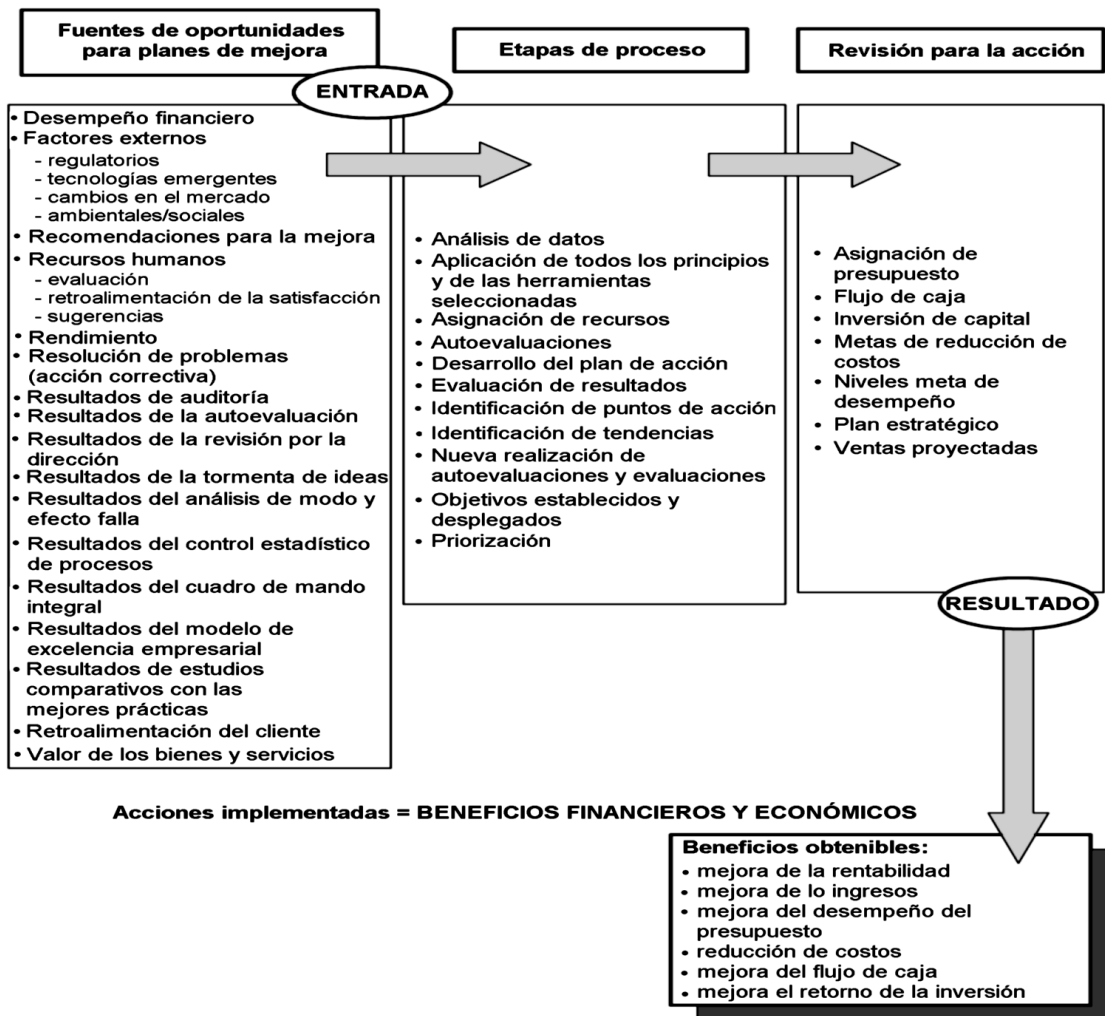 Fuentes de oportunidades
para planes de mejora
Etapas de proceso
Revisión para la acción
ENTRADA
• Desempeño financiero
• Factores externos
- regulatorios
- tecnologías emergentes
- cambios en el mercado
- ambientales/sociales
• Recomendaciones para la mejora
• Recursos humanos
- evaluación
- retroalimentación de la satisfacción
- sugerencias
• Rendimiento
• Resolución de problemas
(acción correctiva)
• Resultados de auditoría
• Resultados de la autoevaluación
• Resultados de la revisión por la
dirección
• Resultados de la tormenta de ideas
• Resultados del análisis de modo y
efecto falla
• Resultados del control estadístico
de procesos
• Resultados del cuadro de mando
integral
• Resultados del modelo de
excelencia empresarial
• Resultados de estudios
comparativos con las
mejores prácticas
• Retroalimentación del cliente
• Valor de los bienes y servicios
• Análisis de datos
• Aplicación de todos los principios
y de las herramientas
seleccionadas
• Asignación de recursos
• Autoevaluaciones
• Desarrollo del plan de acción
• Evaluación de resultados
• Identificación de puntos de acción
• Identificación de tendencias
• Nueva realización de
autoevaluaciones y evaluaciones
• Objetivos establecidos y
desplegados
• Priorización
• Asignación de
presupuesto
• Flujo de caja
• Inversión de capital
• Metas de reducción de
costos
• Niveles meta de
desempeño
• Plan estratégico
• Ventas proyectadas
RESULTADO
Acciones implementadas = BENEFICIOS FINANCIEROS Y ECONÓMICOS
Beneficios obtenibles:
• mejora de la rentabilidad
• mejora de lo ingresos
• mejora del desempeño del
presupuesto
• reducción de costos
• mejora del flujo de caja
• mejora el retorno de la inversión